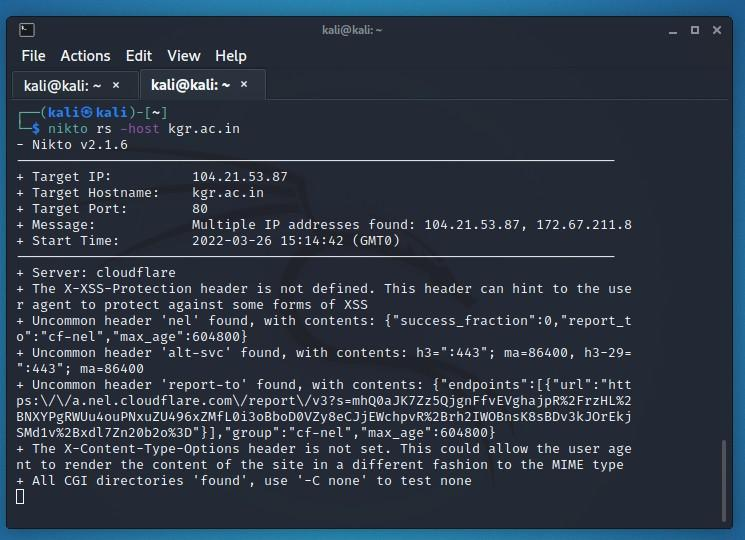 kali@kali: ~
File Actions Edit View Help
kali@kali: ~ × kali@kali: ~ ×
┌──(kali㉿kali)-[~]
└─$ nikto rs -host kgr.ac.in
- Nikto v2.1.6
+ Target IP: 104.21.53.87
+ Target Hostname: kgr.ac.in
+ Target Port: 80
+ Message: Multiple IP addresses found: 104.21.53.87, 172.67.211.8
+ Start Time: 2022-03-26 15:14:42 (GMT0)
+ Server: cloudflare
+ The X-XSS-Protection header is not defined. This header can hint to the use
r agent to protect against some forms of XSS
+ Uncommon header 'nel' found, with contents: {"success_fraction":0,"report_t
o":"cf-nel","max_age":604800}
+ Uncommon header 'alt-svc' found, with contents: h3=":443"; ma=86400, h3-29=
":443"; ma=86400
+ Uncommon header 'report-to' found, with contents: {"endpoints":[{"url":"htt
ps:\/\/a.nel.cloudflare.com\/report\/v3?s=mhQ0aJK7Zz5QjgnFfvEVghajpR%2FrzHL%2
BNXYPgRWUu4ouPNxuZU496xZMfL0i3oBboD0VZy8eCJjEWchpvR%2Brh2IWOBnsK8sBDv3kJOrEkj
SMd1v%2Bxdl7Zn20b2o%3D"}],"group":"cf-nel","max_age":604800}
+ The X-Content-Type-Options header is not set. This could allow the user age
nt to render the content of the site in a different fashion to the MIME type
+ All CGI directories 'found', use '-C none' to test none